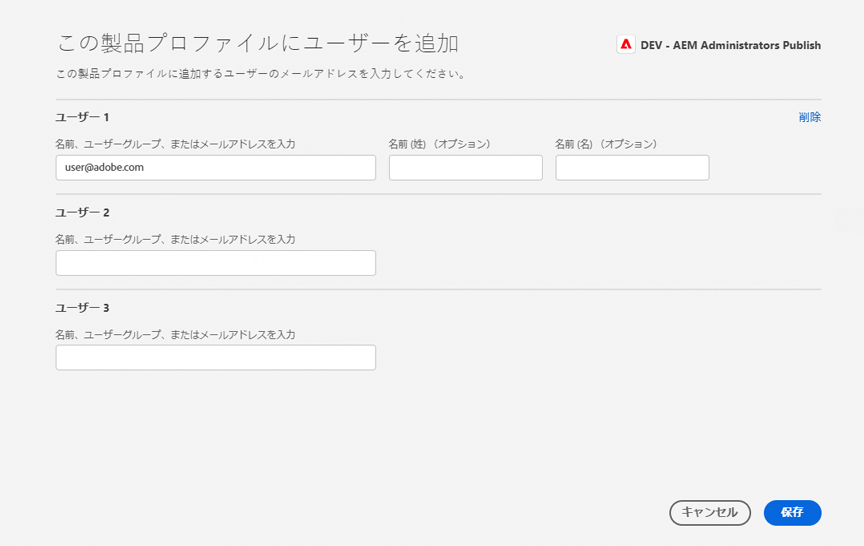 この製品プロファイルにユーザーを追加
DEV - AEM Administrators Publish
この製品プロファイルに追加するユーザーのメールアドレスを入力してください。
ユーザー 1
削除
名前、ユーザーグループ、またはメールアドレスを入力
名前 (姓) （オプション）
名前 (名) （オプション）
user@adobe.com
ユーザー 2
名前、ユーザーグループ、またはメールアドレスを入力
ユーザー 3
名前、ユーザーグループ、またはメールアドレスを入力
キャンセル
保存